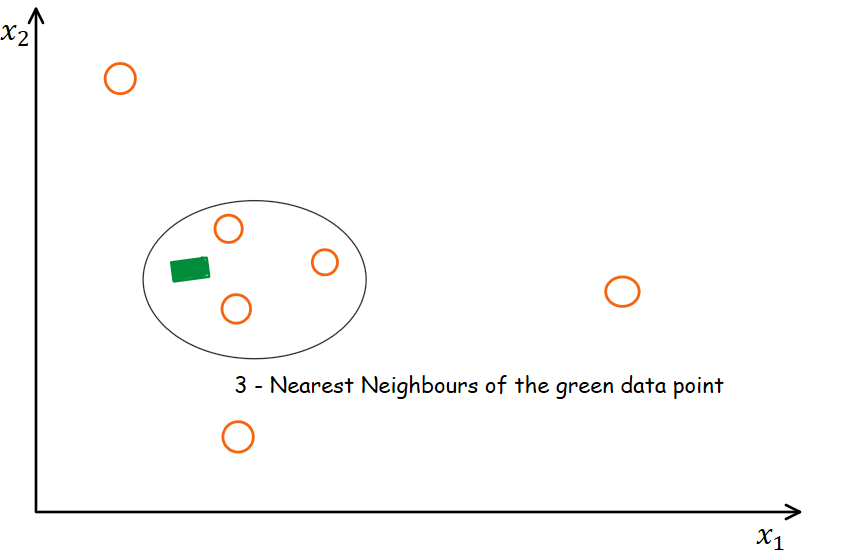 x₂
3 - Nearest Neighbours of the green data point
x₁